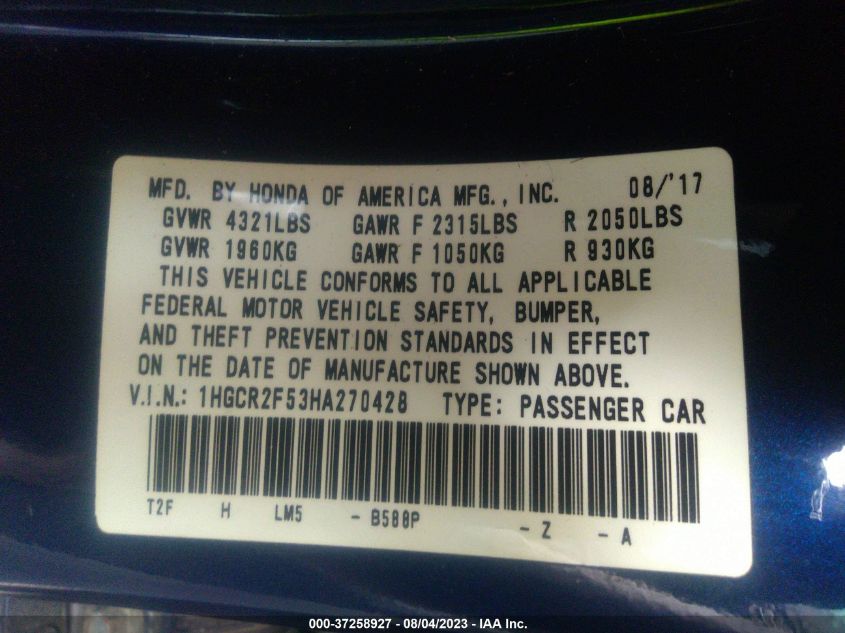 MFD. BY HONDA OF AMERICA MFG., INC. 08/'17
GVWR 4321LBS GAWR F 2315LBS R 2050LBS
GVWR 1960KG GAWR F 1050KG R 930KG
THIS VEHICLE CONFORMS TO ALL APPLICABLE
FEDERAL MOTOR VEHICLE SAFETY, BUMPER,
AND THEFT PREVENTION STANDARDS IN EFFECT
ON THE DATE OF MANUFACTURE SHOWN ABOVE.
V.I.N.: 1HGCR2F53HA270428 TYPE: PASSENGER CAR
T2F H LM5 - B588P - Z - A
000-37258927 - 08/04/2023 - IAA Inc.